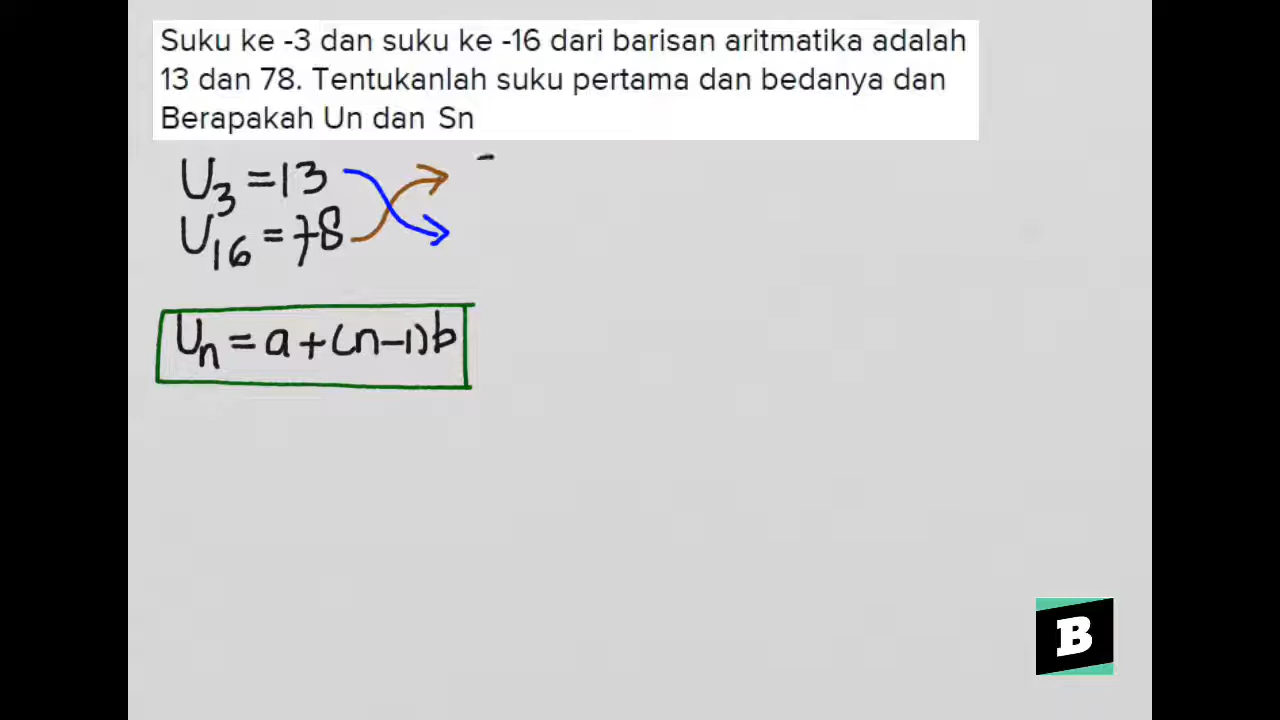 Suku ke -3 dan suku ke -16 dari barisan aritmatika adalah
13 dan 78. Tentukanlah suku pertama dan bedanya dan
Berapakah Un dan Sn
U₃ = 13
U₁₆ = 78
Uₙ = a + (n-1)b
B